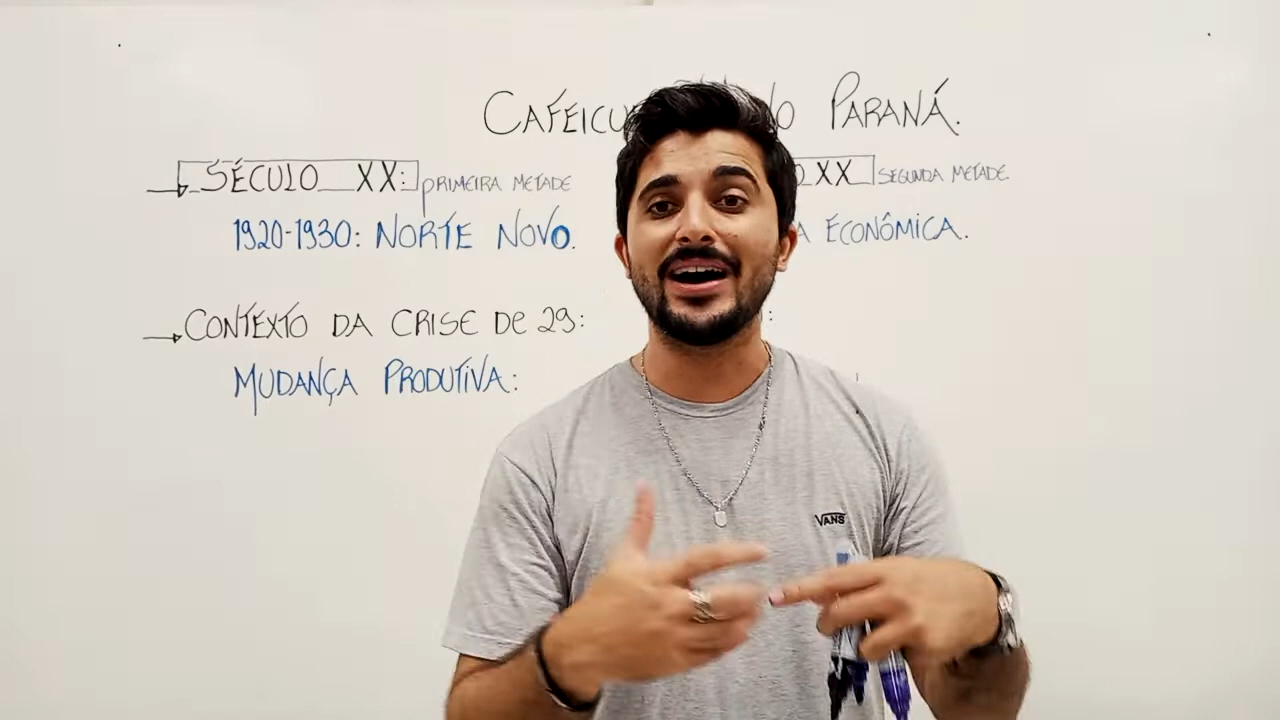 CAFEICU NO PARANÁ.
SÉCULO XX: PRIMEIRA METADE
XX SEGUNDA METADE.
1920-1930: NORTE NOVO.
A ECONÔMICA.
CONTEXTO DA CRISE DE 29:
MUDANÇA PRODUTIVA:
VANS